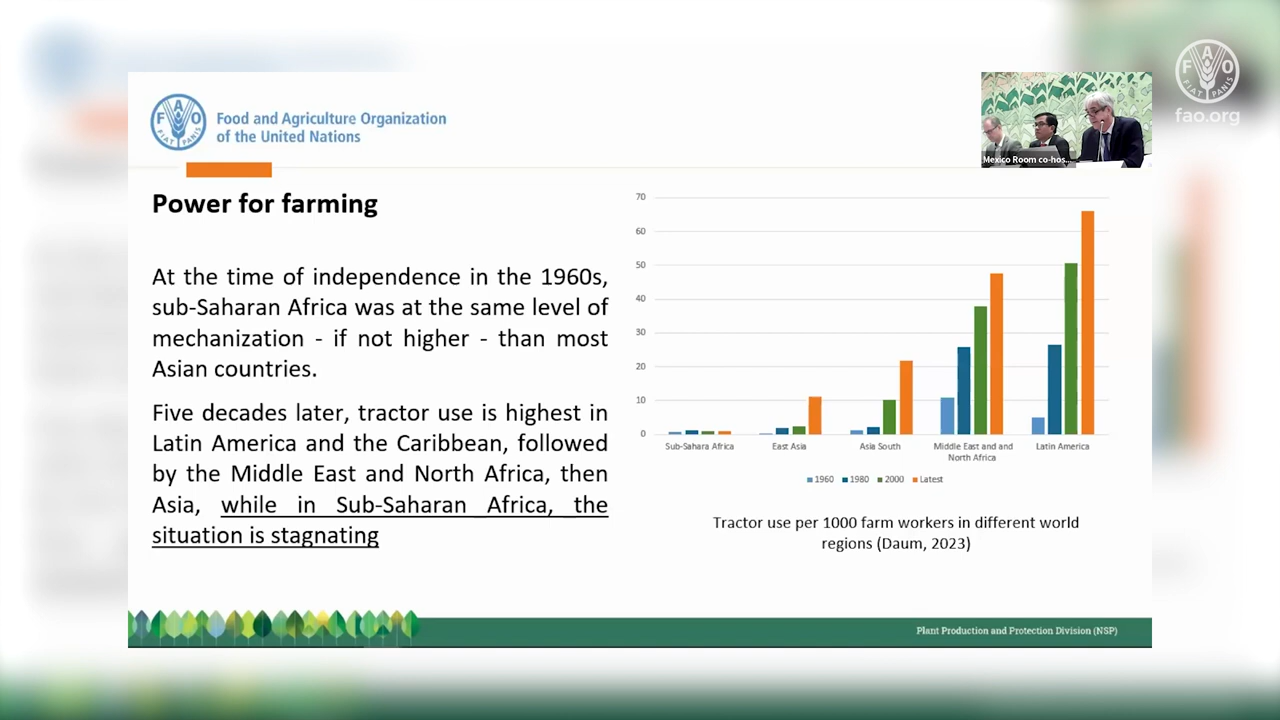 FAO
FIAT PANIS
fao.org
Food and Agriculture Organization
of the United Nations
Mexico Room co-hos...
Power for farming
At the time of independence in the 1960s,
sub-Saharan Africa was at the same level of
mechanization - if not higher - than most
Asian countries.
Five decades later, tractor use is highest in
Latin America and the Caribbean, followed
by the Middle East and North Africa, then
Asia, while in Sub-Saharan Africa, the
situation is stagnating
70
60
50
40
30
20
10
0
Sub-Sahara Africa
East Asia
Asia South
Middle East and and
North Africa
Latin America
1960 1980 2000 Latest
Tractor use per 1000 farm workers in different world
regions (Daum, 2023)
Plant Production and Protection Division (NSP)